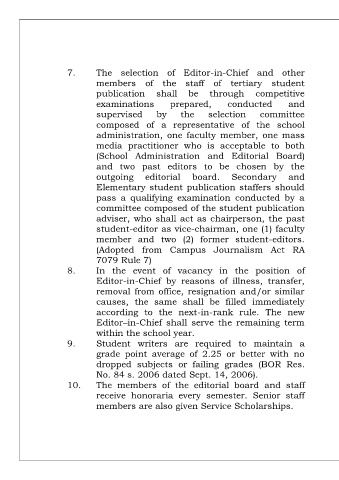 7. The selection of Editor-in-Chief and other
members of the staff of tertiary student
publication shall be through competitive
examinations prepared, conducted and
supervised by the selection committee
composed of a representative of the school
administration, one faculty member, one mass
media practitioner who is acceptable to both
(School Administration and Editorial Board)
and two past editors to be chosen by the
outgoing editorial board. Secondary and
Elementary student publication staffers should
pass a qualifying examination conducted by a
committee composed of the student publication
adviser, who shall act as chairperson, the past
student-editor as vice-chairman, one (1) faculty
member and two (2) former student-editors.
(Adopted from Campus Journalism Act RA
7079 Rule 7)
8. In the event of vacancy in the position of
Editor-in-Chief by reasons of illness, transfer,
removal from office, resignation and/or similar
causes, the same shall be filled immediately
according to the next-in-rank rule. The new
Editor–in-Chief shall serve the remaining term
within the school year.
9. Student writers are required to maintain a
grade point average of 2.25 or better with no
dropped subjects or failing grades (BOR Res.
No. 84 s. 2006 dated Sept. 14, 2006).
10. The members of the editorial board and staff
receive honoraria every semester. Senior staff
members are also given Service Scholarships.